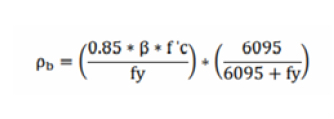 ρb = (0.85 * β * f'c / fy) * (6095 / 6095 + fy)